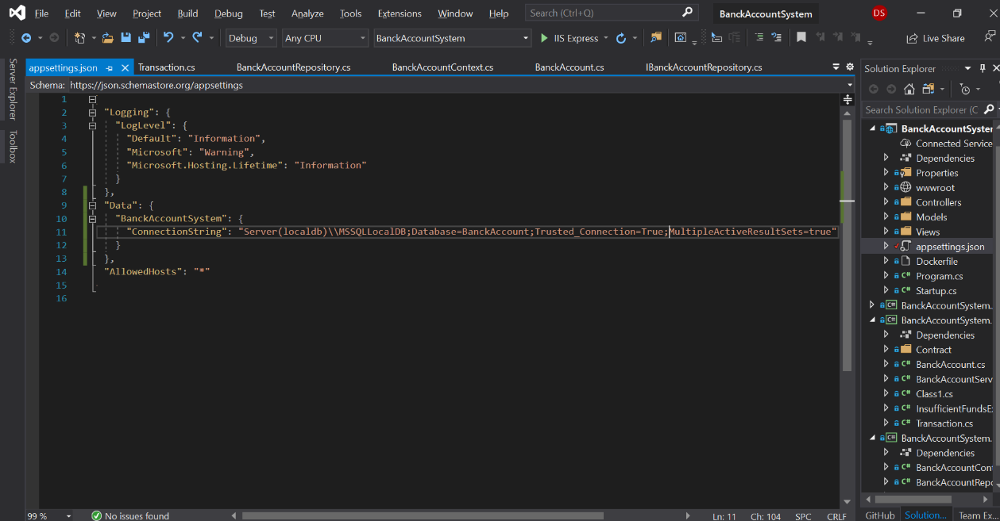 File Edit View Project Build Debug Test Analyze Tools Extensions Window Help Search (Ctrl+Q) BanckAccountSystem DS
Debug Any CPU BanckAccountSystem IIS Express Live Share
Server Explorer
Toolbox
appsettings.json Transaction.cs BanckAccountRepository.cs BanckAccountContext.cs BanckAccount.cs IBanckAccountRepository.cs
Schema: https://json.schemastore.org/appsettings
1
2 "Logging": {
3 "LogLevel": {
4 "Default": "Information",
5 "Microsoft": "Warning",
6 "Microsoft.Hosting.Lifetime": "Information"
7 }
8 },
9 "Data": {
10 "BanckAccountSystem": {
11 "ConnectionString": "Server(localdb)\\MSSQLLocalDB;Database=BanckAccount;Trusted_Connection=True;MultipleActiveResultSets=true"
12 }
13 },
14 "AllowedHosts": "*"
15
16
99 % No issues found Ln: 11 Ch: 104 SPC CRLF
Solution Explorer
Search Solution Explorer (C
BanckAccountSyster
Connected Service
Dependencies
Properties
wwwroot
Controllers
Models
Views
appsettings.json
Dockerfile
Program.cs
Startup.cs
BanckAccountSystem.
BanckAccountSystem.
Dependencies
Contract
BanckAccount.cs
BanckAccountServ
Class1.cs
InsufficientFundsE
Transaction.cs
BanckAccountSystem.
Dependencies
BanckAccountCon
BanckAccountRep
GitHub Solution... Team Ex...